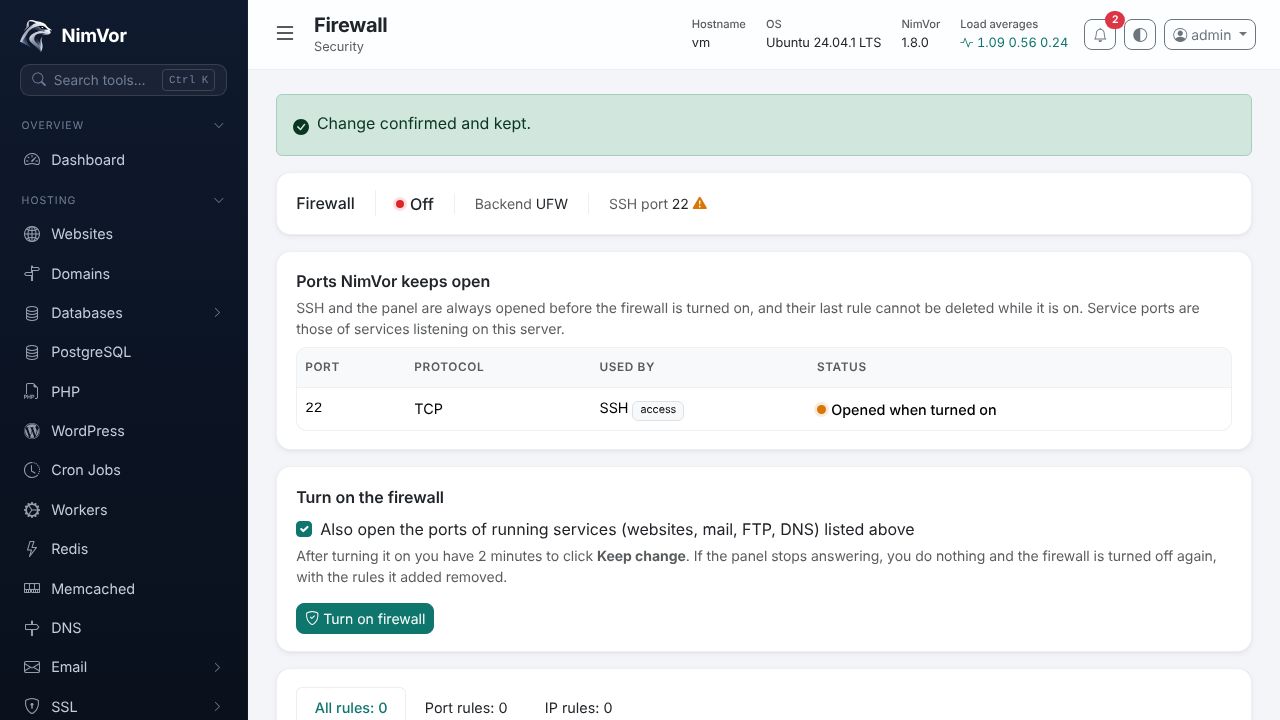 NimVor
Search tools...
Ctrl K
OVERVIEW
Dashboard
HOSTING
Websites
Domains
Databases
PostgreSQL
PHP
WordPress
Cron Jobs
Workers
Redis
Memcached
DNS
Email
SSL
Firewall
Security
Hostname
vm
OS
Ubuntu 24.04.1 LTS
NimVor
1.8.0
Load averages
1.09 0.56 0.24
2
admin
Change confirmed and kept.
Firewall
Off
Backend UFW
SSH port 22
Ports NimVor keeps open
SSH and the panel are always opened before the firewall is turned on, and their last rule cannot be deleted while it is on. Service ports are
those of services listening on this server.
PORT TCP PROTOCOL USED BY STATUS
22 TCP SSH access Opened when turned on
Turn on the firewall
Also open the ports of running services (websites, mail, FTP, DNS) listed above
After turning it on you have 2 minutes to click Keep change. If the panel stops answering, you do nothing and the firewall is turned off again,
with the rules it added removed.
Turn on firewall
All rules: 0 Port rules: 0 IP rules: 0